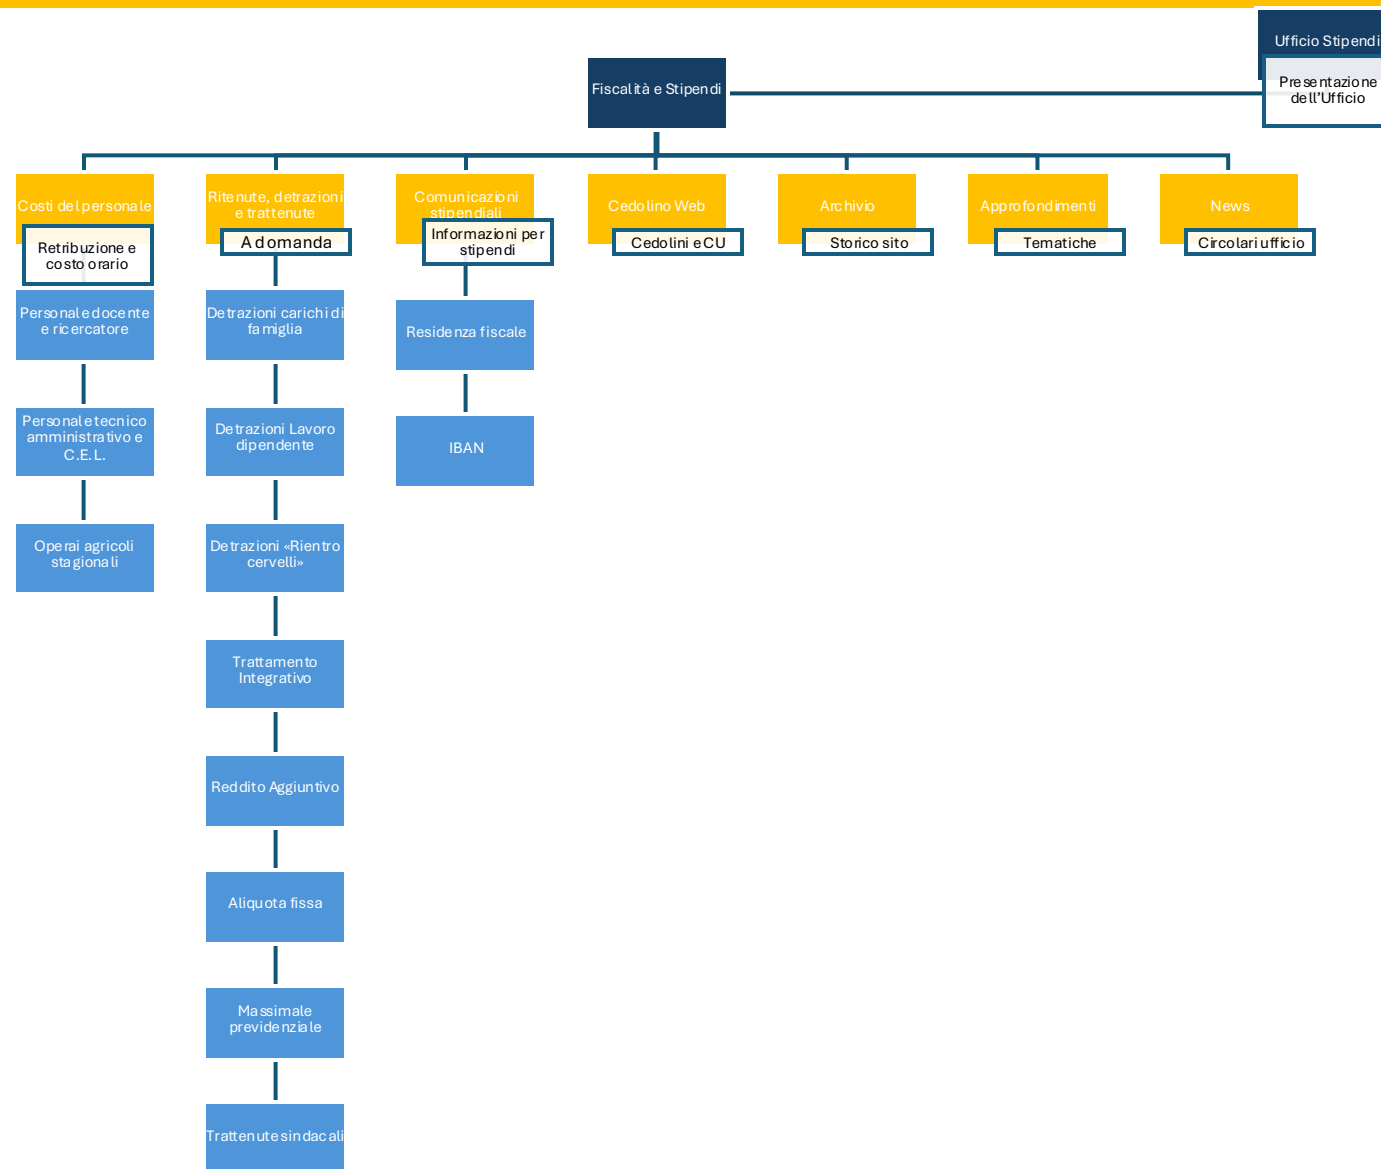 Ufficio Stipendi
Presentazione
dell'Ufficio
Fiscalità e Stipendi
Costi del personale
Retribuzione e
costo orario
Personale docente
e ricercatore
Personale tecnico
amministrativo e
C.E.L.
Operai agricoli
stagionali
Ritenute, detrazioni
e trattenute
A domanda
Detrazioni carichi di
famiglia
Detrazioni Lavoro
dipendente
Detrazioni «Rientro
cervelli»
Trattamento
Integrativo
Reddito Aggiuntivo
Aliquota fissa
Massimale
previdenziale
Trattenute sindacali
Comunicazioni
stipendiali
Informazioni per
stipendi
Residenza fiscale
IBAN
Cedolino Web
Cedolini e CU
Archivio
Storico sito
Approfondimenti
Tematiche
News
Circolari ufficio